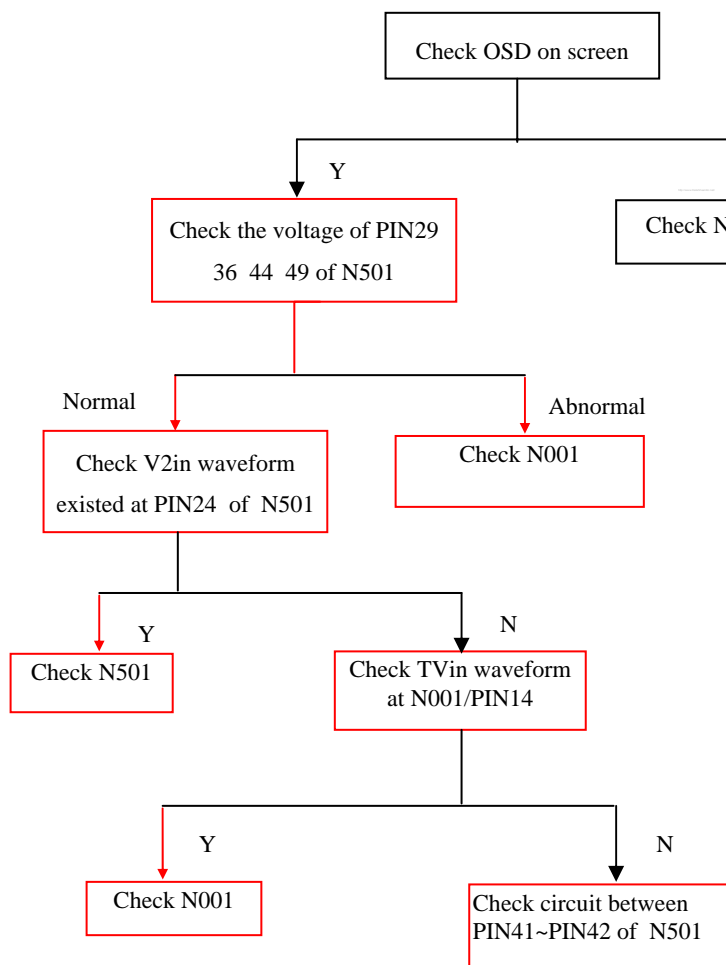 Check OSD on screen
Y
Check the voltage of PIN29
36 44 49 of N501
Check N
Normal
Abnormal
Check V2in waveform
existed at PIN24 of N501
Check N001
Y
N
Check N501
Check TVin waveform
at N001/PIN14
Y
N
Check N001
Check circuit between
PIN41~PIN42 of N501